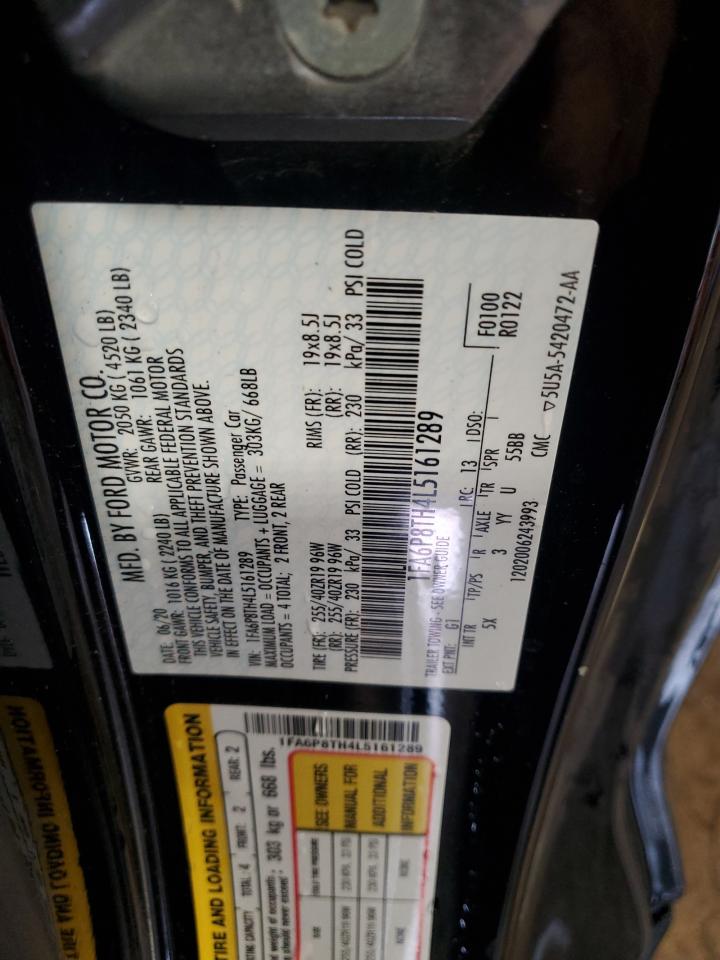 MFD. BY FORD MOTOR CO.
DATE: 06/20 GVWR: 2050 KG ( 4520 LB)
FRONT GAWR: 1016 KG ( 2240 LB) REAR GAWR: 1061 KG ( 2340 LB)
THIS VEHICLE CONFORMS TO ALL APPLICABLE FEDERAL MOTOR
VEHICLE SAFETY, BUMPER, AND THEFT PREVENTION STANDARDS
IN EFFECT ON THE DATE OF MANUFACTURE SHOWN ABOVE.
VIN: 1FA6P8TH4L5161289 TYPE: Passenger Car
MAXIMUM LOAD = OCCUPANTS + LUGGAGE = 303KG/ 668LB
OCCUPANTS = 4 TOTAL; 2 FRONT, 2 REAR
TIRE (FR): 255/40ZR19 96W RIMS (FR): 19x8.5J
(RR): 255/40ZR19 96W (RR): 19x8.5J
PRESSURE (FR): 230 kPa/ 33 PSI COLD (RR): 230 kPa/ 33 PSI COLD
1FA6P8TH4L5161289
TRAILER TOWING - SEE OWNER GUIDE
EXT PNT: G1 RC: 13 DSO: F0100
R0122
INT TR TP/PS R AXLE TR SPR
5X 3 YY U 55BB
1202006243993 CMC ▽5U5A-5420472-AA
1FA6P8TH4L5161289
TIRE AND LOADING INFORMATION
SEATING CAPACITY TOTAL: 4 FRONT: 2 REAR: 2
303 kg or 668 lbs.
SEE OWNERS
MANUAL FOR
ADDITIONAL
INFORMATION
TIRE AND LOADING INFORMATION